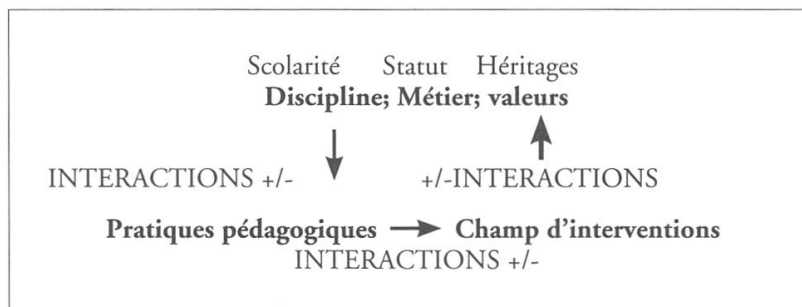 Scolarité Statut Héritages
Discipline; Métier; valeurs
INTERACTIONS +/- +/-INTERACTIONS
Pratiques pédagogiques Champ d'interventions
INTERACTIONS +/-